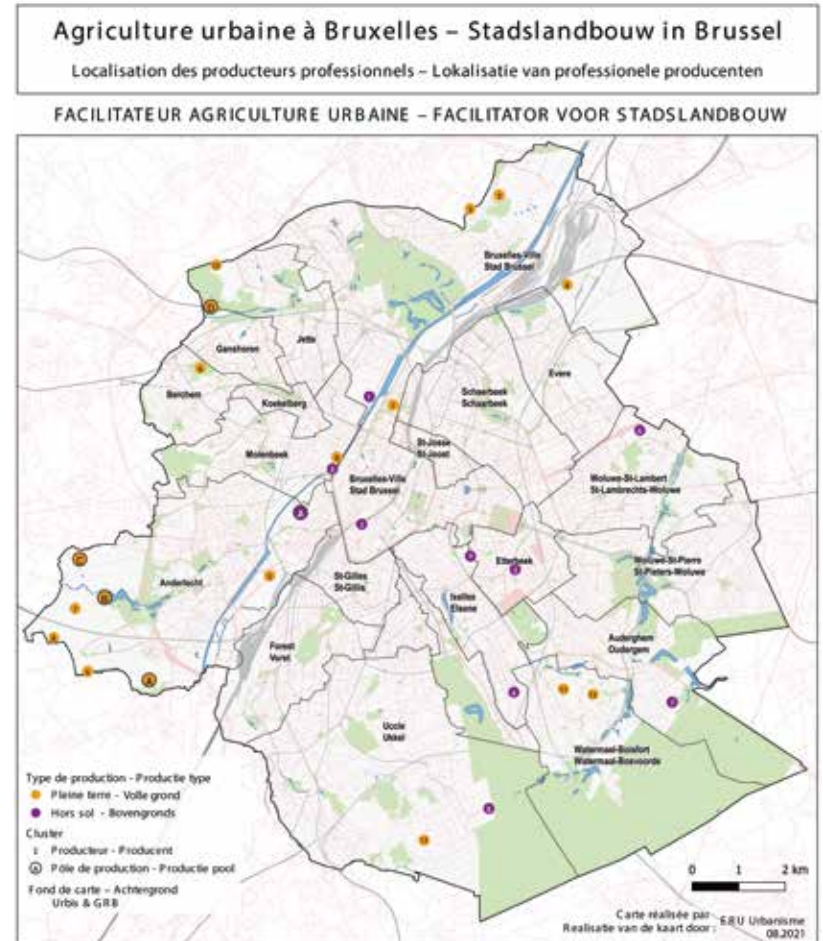 Agriculture urbaine à Bruxelles – Stadslandbouw in Brussel
Localisation des producteurs professionnels – Lokalisatie van professionele producenten
FACILITATEUR AGRICULTURE URBAINE – FACILITATOR VOOR STADSLANDBOUW
Bruxelles-Ville
Stad Brussel
D
Jette
Ganshoren
Evere
Berchem
Koekelberg
Schaerbeek
Schaarbeek
St-Josse
St-Joost
Molenbeek
Bruxelles-Ville
Stad Brussel
Woluwe-St-Lambert
St-Lambrechts-Woluwe
A
C
Etterbeek
Woluwe-St-Pierre
St-Pieters-Woluwe
Anderlecht
B
St-Gilles
St-Gillis
Ixelles
Elsene
Auderghem
Oudergem
Forest
Vorst
A
Uccle
Ukkel
Watermael-Boisfort
Watermaal-Bosvoorde
Type de production - Productie type
Pleine terre - Volle grond
Hors sol - Bovengronds
Cluster
1 Producteur - Producent
A Pôle de production - Productie pool
Fond de carte – Achtergrond
Urbis & GRB
0 1 2 km
Carte réalisée par
Realisatie van de kaart door : ERU Urbanisme
08.2021